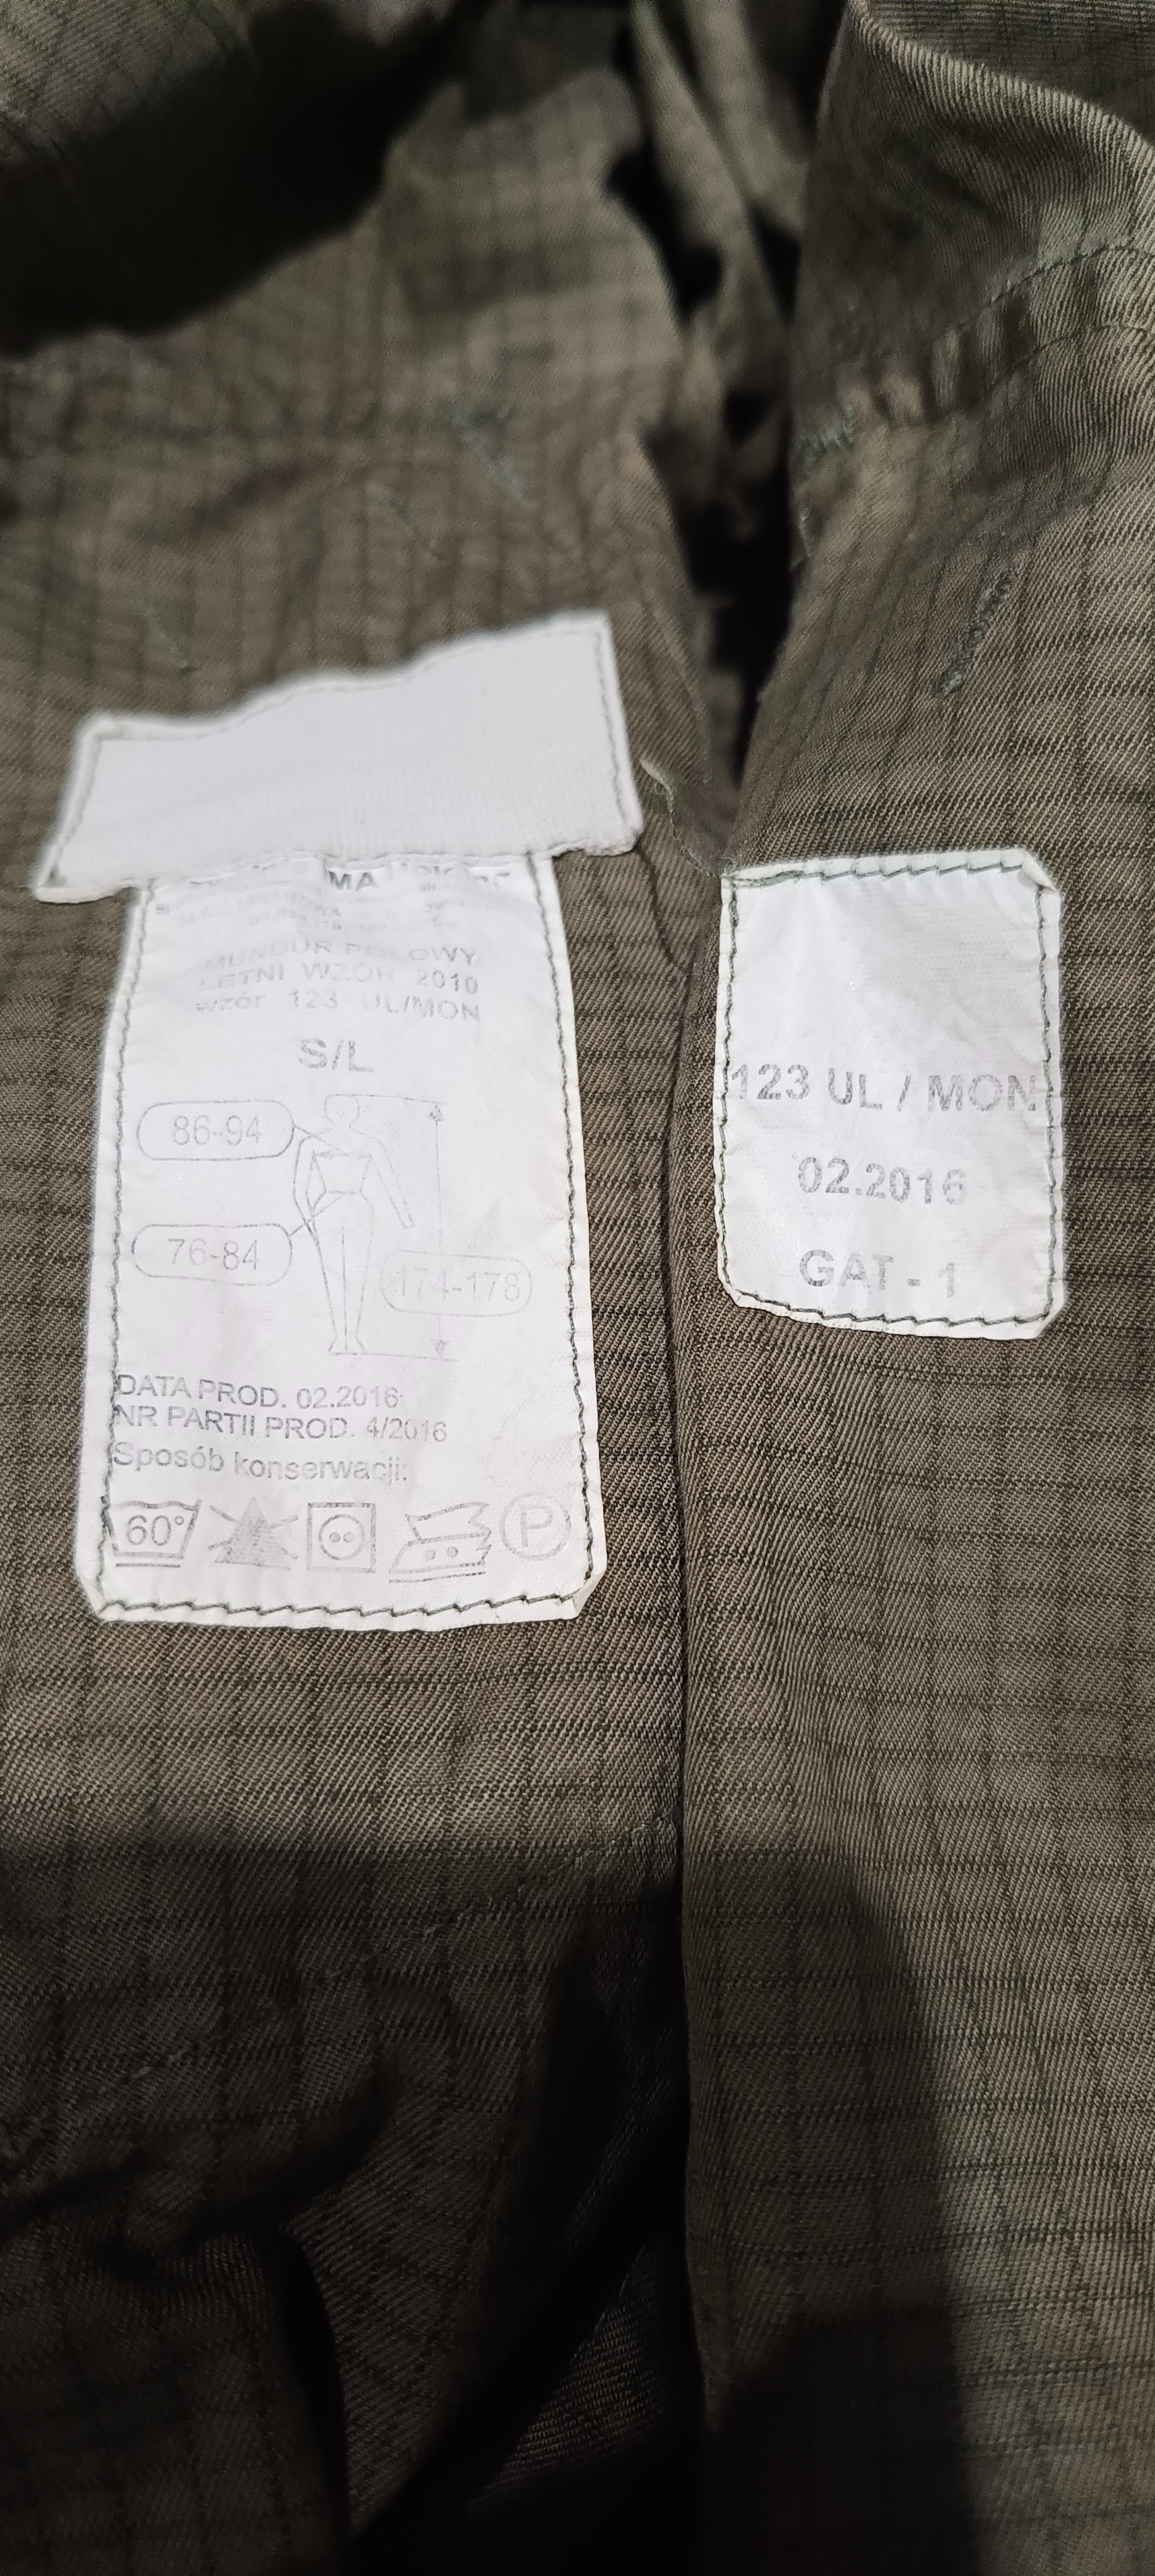 MUNDUR POLOWY
LETNI WZÓR 2010
wzór 123 UL/MON
S/L
86-94
76-84
174-178
DATA PROD. 02.2016
NR PARTII PROD. 4/2016
Sposób konserwacji:
60°
P
123 UL / MON
02.2016
GAT - 1